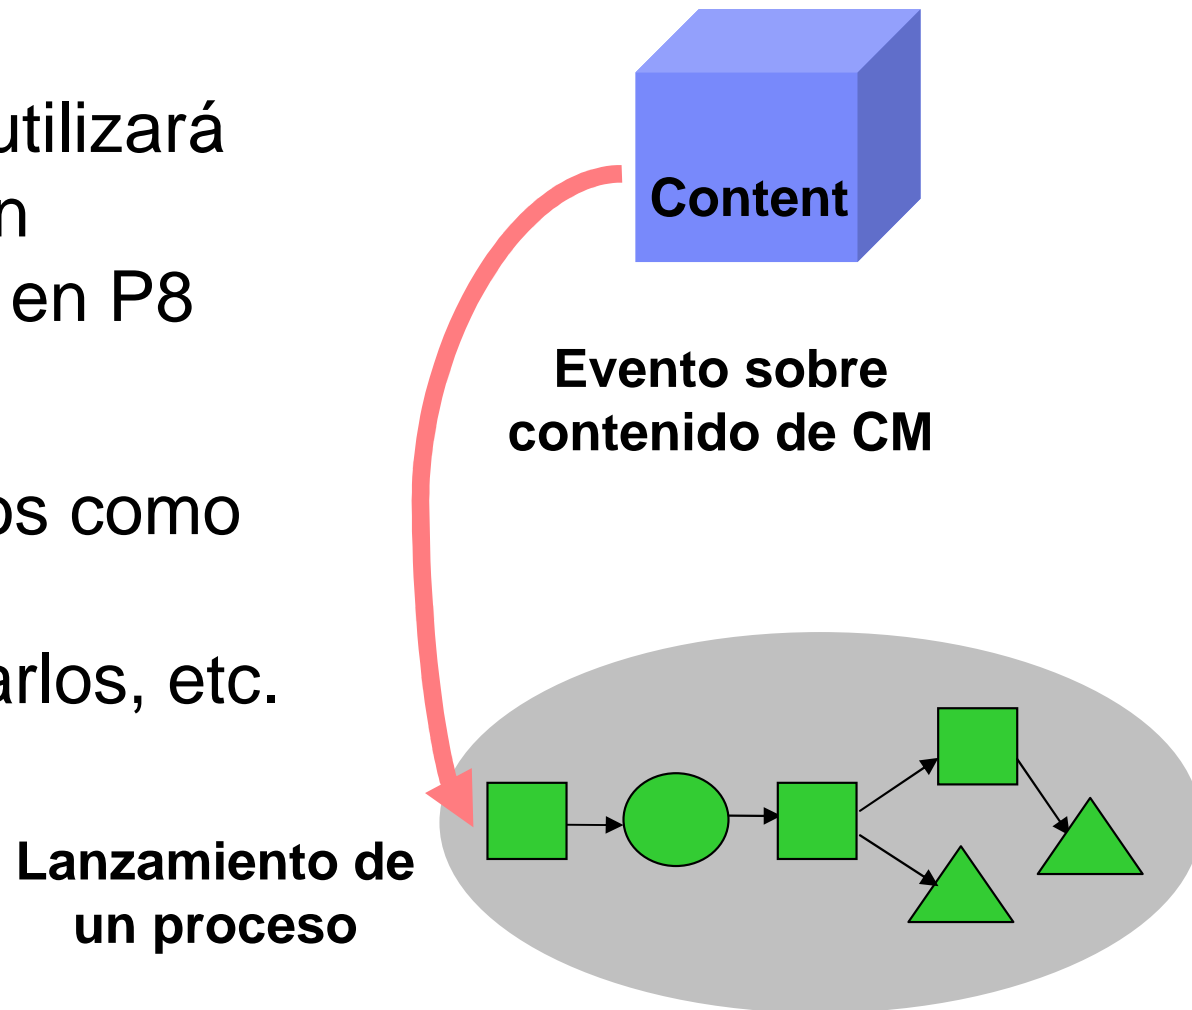 utilizará
n
en P8
os como
arlos, etc.
Content
Evento sobre
contenido de CM
Lanzamiento de
un proceso